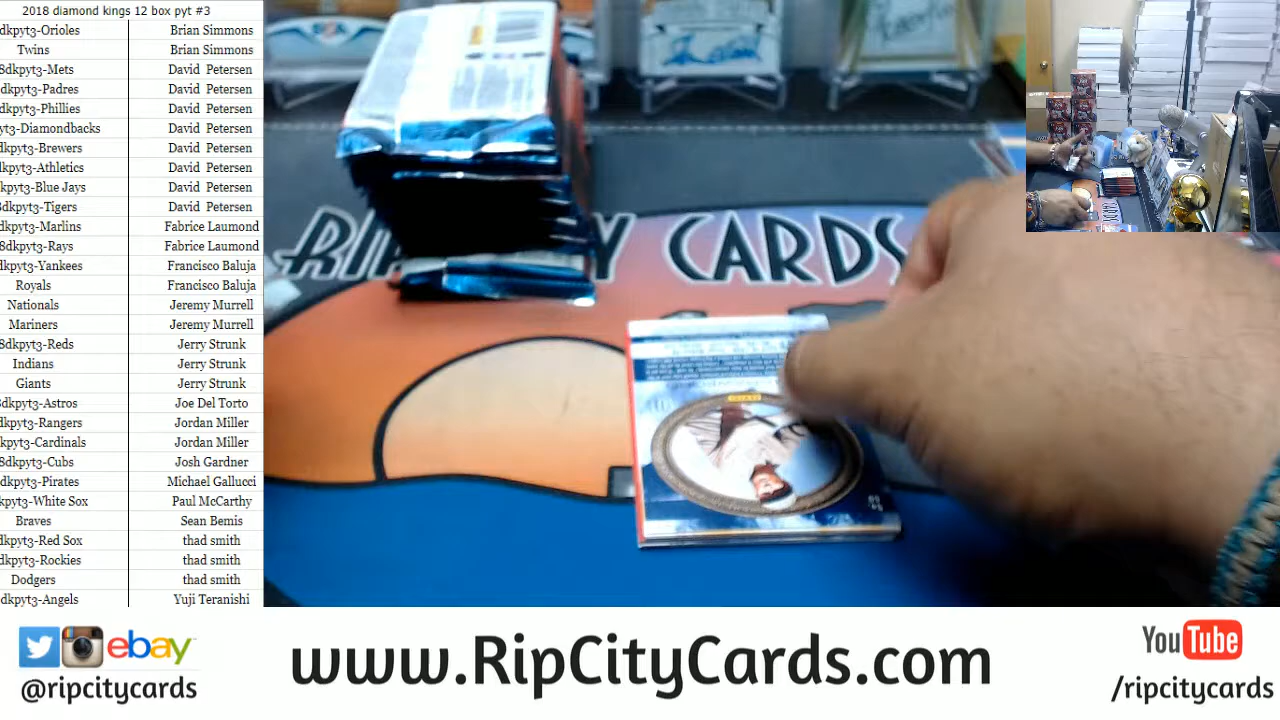 2018 diamond kings 12 box pyt #3
dkpyt3-Orioles Brian Simmons
Twins Brian Simmons
8dkpyt3-Mets David Petersen
dkpyt3-Padres David Petersen
dkpyt3-Phillies David Petersen
yt3-Diamondbacks David Petersen
dkpyt3-Brewers David Petersen
dkpyt3-Athletics David Petersen
kpyt3-Blue Jays David Petersen
8dkpyt3-Tigers David Petersen
dkpyt3-Marlins Fabrice Laumond
8dkpyt3-Rays Fabrice Laumond
dkpyt3-Yankees Francisco Baluja
Royals Francisco Baluja
Nationals Jeremy Murrell
Mariners Jeremy Murrell
8dkpyt3-Reds Jerry Strunk
Indians Jerry Strunk
Giants Jerry Strunk
8dkpyt3-Astros Joe Del Torto
dkpyt3-Rangers Jordan Miller
kpyt3-Cardinals Jordan Miller
8dkpyt3-Cubs Josh Gardner
dkpyt3-Pirates Michael Gallucci
kpyt3-White Sox Paul McCarthy
Braves Sean Bemis
dkpyt3-Red Sox thad smith
dkpyt3-Rockies thad smith
Dodgers thad smith
dkpyt3-Angels Yuji Teranishi
RIP CITY CARDS
ebay
@ripcitycards
www.RipCityCards.com
YouTube
/ripcitycards